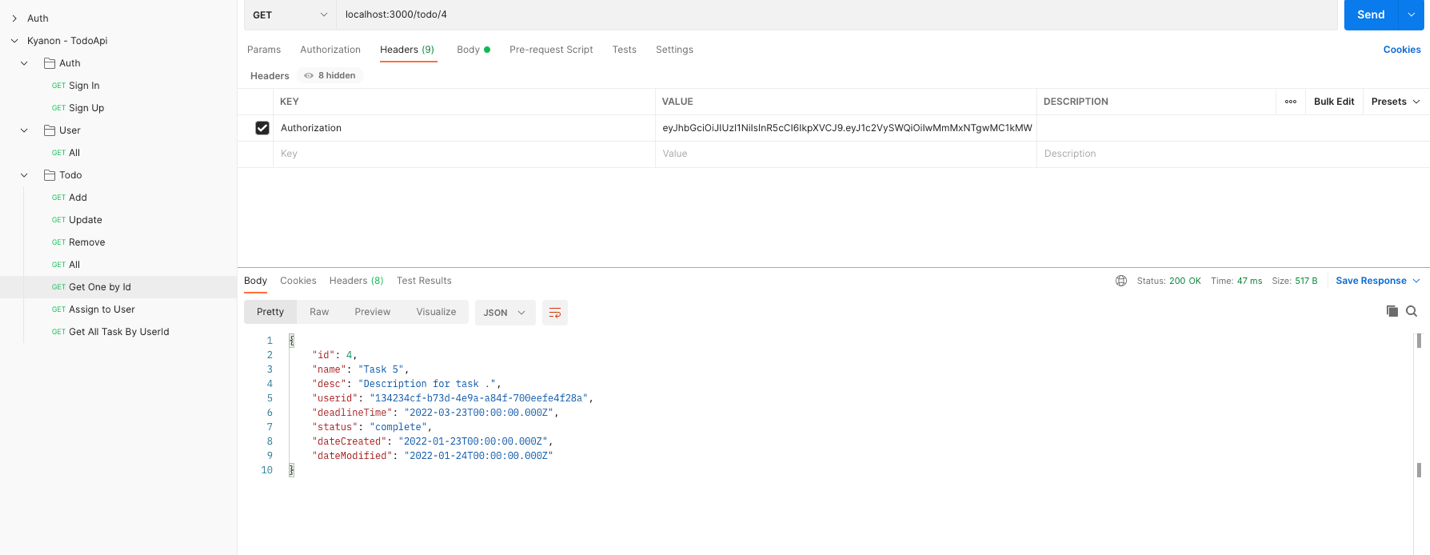 Auth
Kyanon - TodoApi
Auth
GET Sign In
GET Sign Up
User
GET All
Todo
GET Add
GET Update
GET Remove
GET All
GET Get One by Id
GET Assign to User
GET Get All Task By UserId
GET localhost:3000/todo/4 Send
Params Authorization Headers (9) Body Pre-request Script Tests Settings Cookies
Headers 8 hidden
KEY VALUE DESCRIPTION ooo Bulk Edit Presets
Authorization eyJhbGciOiJIUzI1NiIsInR5cCI6IkpXVCJ9.eyJ1c2VySWQiOiIwMmMxNTgwMC1kMW
Key Value Description
Body Cookies Headers (8) Test Results Status: 200 OK Time: 47 ms Size: 517 B Save Response
Pretty Raw Preview Visualize JSON
1 {
2 "id": 4,
3 "name": "Task 5",
4 "desc": "Description for task .",
5 "userid": "134234cf-b73d-4e9a-a84f-700eefe4f28a",
6 "deadlineTime": "2022-03-23T00:00:00.000Z",
7 "status": "complete",
8 "dateCreated": "2022-01-23T00:00:00.000Z",
9 "dateModified": "2022-01-24T00:00:00.000Z"
10 }